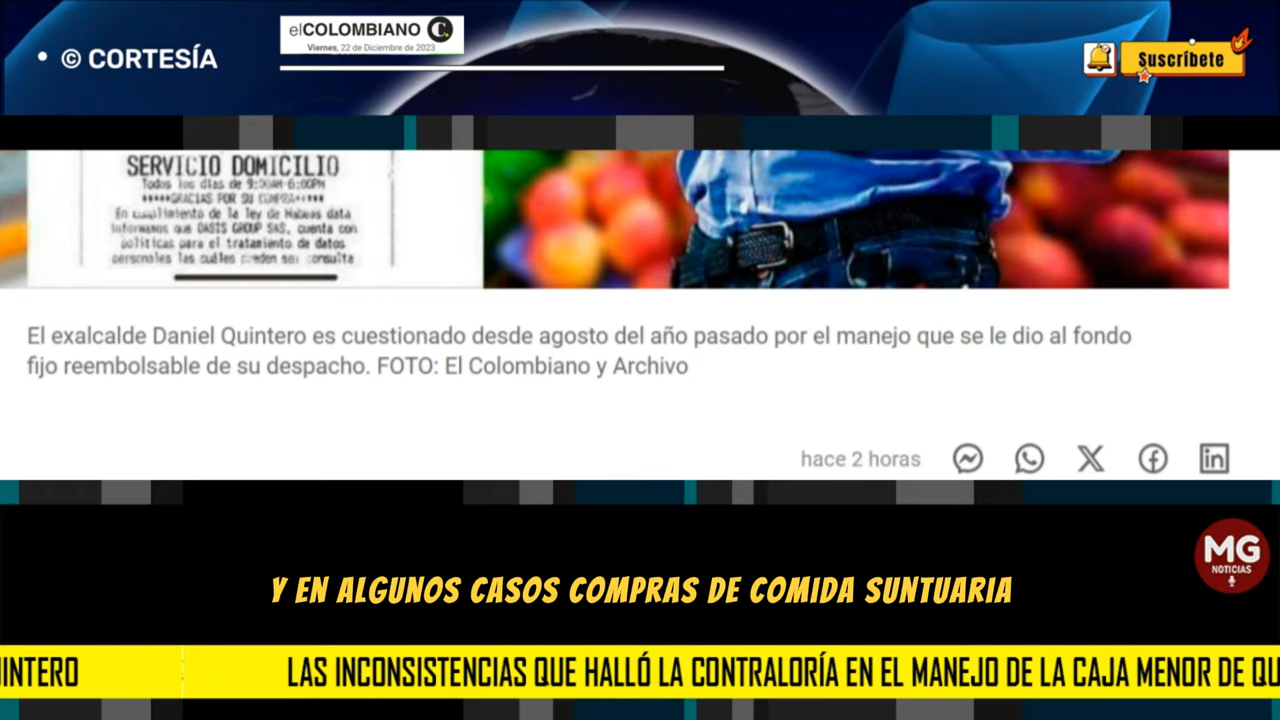 • © CORTESÍA
elCOLOMBIANO C.
Viernes, 22 de Diciembre de 2023
Suscríbete
SERVICIO DOMICILIO
Todos los días de 9:00AM-6:00PM
*****GRACIAS POR SU COMPRA*****
En cumplimiento de la ley de Habeas data
informamos que OASIS GROUP SAS, cuenta con
políticas para el tratamiento de datos
personales las cuáles pueden ser consulta
El exalcalde Daniel Quintero es cuestionado desde agosto del año pasado por el manejo que se le dio al fondo
fijo reembolsable de su despacho. FOTO: El Colombiano y Archivo
hace 2 horas
MG
NOTICIAS
Y EN ALGUNOS CASOS COMPRAS DE COMIDA SUNTUARIA
UINTERO LAS INCONSISTENCIAS QUE HALLÓ LA CONTRALORÍA EN EL MANEJO DE LA CAJA MENOR DE QU